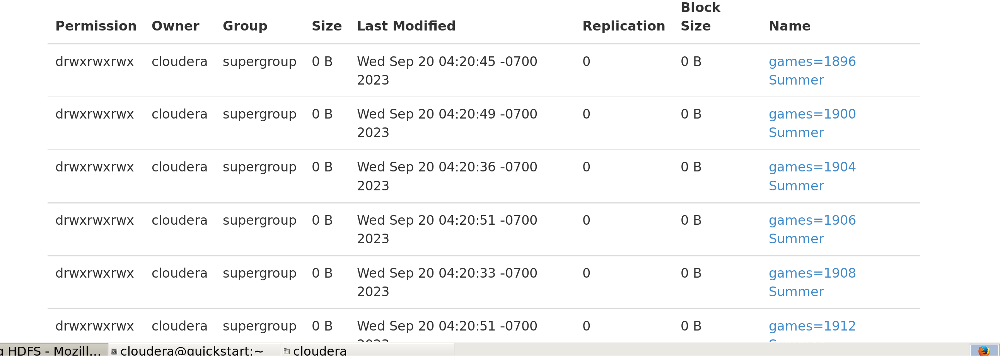 Block
Permission Owner Group Size Last Modified Replication Size Name
drwxrwxrwx cloudera supergroup 0 B Wed Sep 20 04:20:45 -0700 0 0 B games=1896
2023 Summer
drwxrwxrwx cloudera supergroup 0 B Wed Sep 20 04:20:49 -0700 0 0 B games=1900
2023 Summer
drwxrwxrwx cloudera supergroup 0 B Wed Sep 20 04:20:36 -0700 0 0 B games=1904
2023 Summer
drwxrwxrwx cloudera supergroup 0 B Wed Sep 20 04:20:51 -0700 0 0 B games=1906
2023 Summer
drwxrwxrwx cloudera supergroup 0 B Wed Sep 20 04:20:33 -0700 0 0 B games=1908
2023 Summer
drwxrwxrwx cloudera supergroup 0 B Wed Sep 20 04:20:51 -0700 0 0 B games=1912
g HDFS - Mozill... cloudera@quickstart:~ cloudera